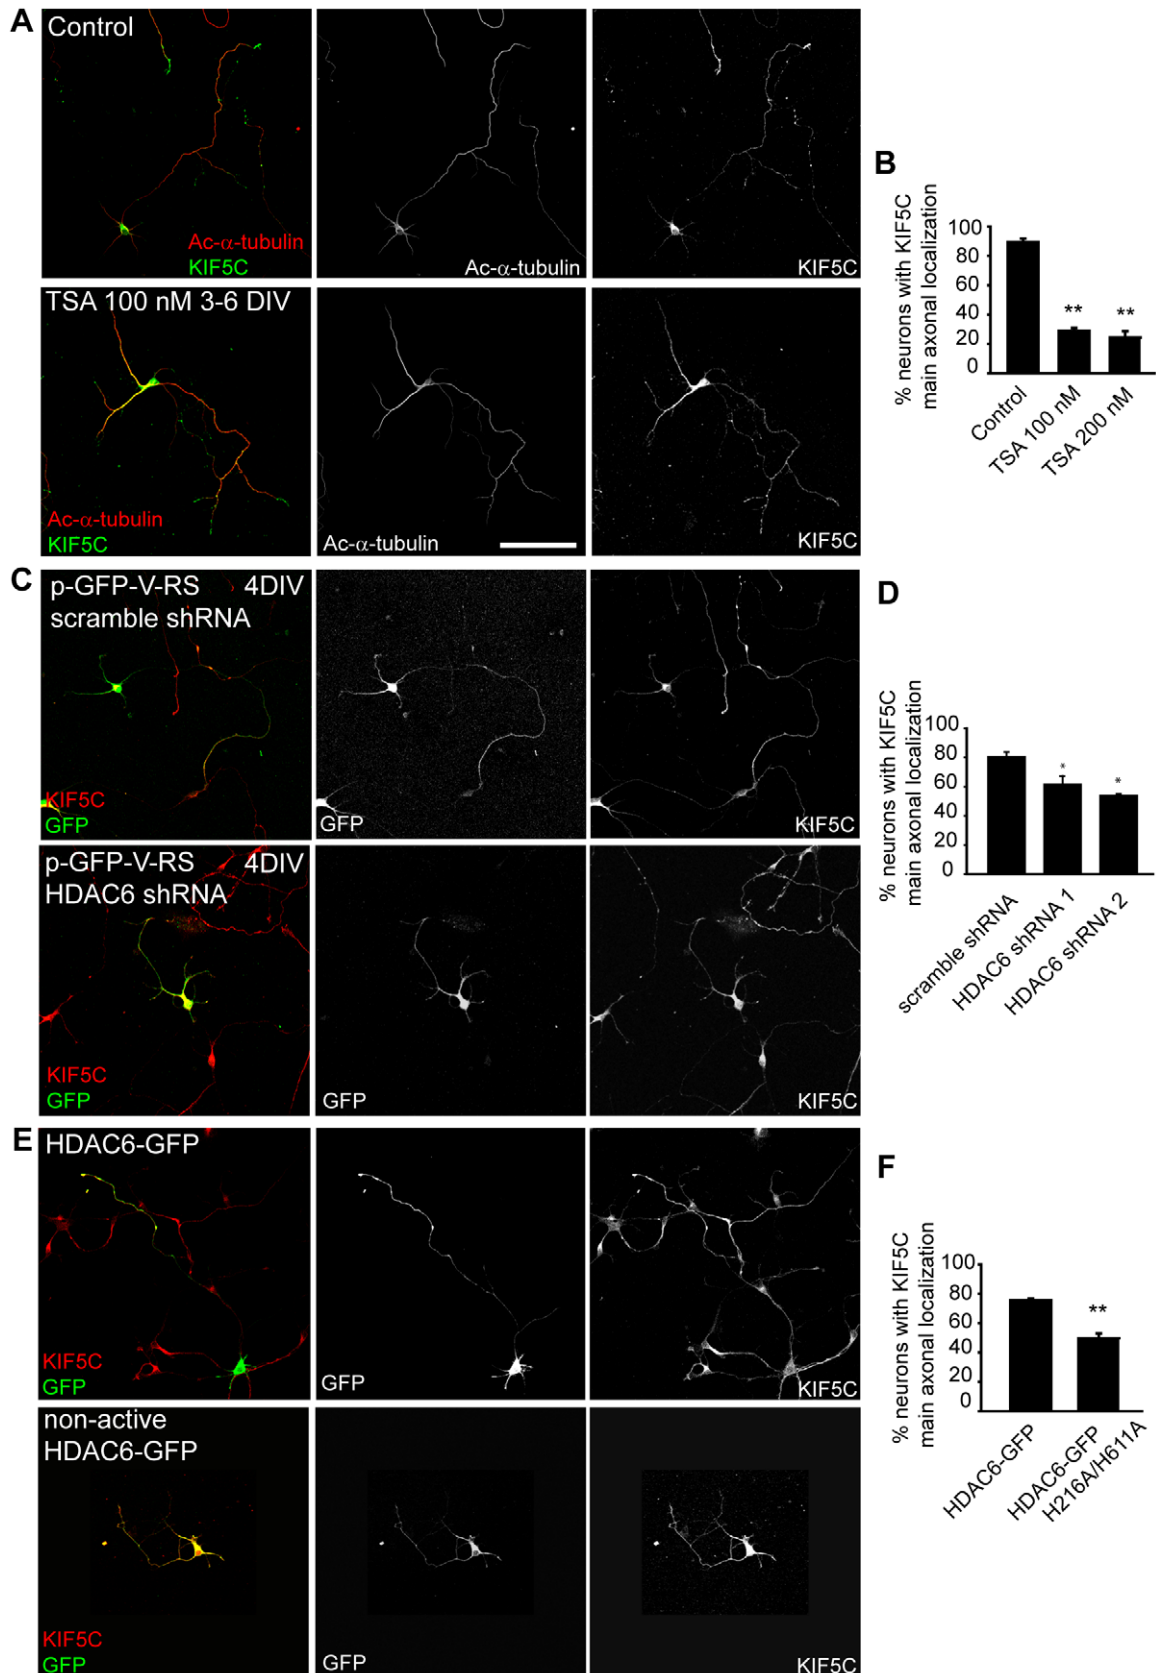 A
Control
Ac-α-tubulin
KIF5C
Ac-α-tubulin
KIF5C
TSA 100 nM 3-6 DIV
Ac-α-tubulin
KIF5C
Ac-α-tubulin
KIF5C
B
% neurons with KIF5C
main axonal localization
100
80
60
40
20
0
**
**
Control
TSA 100 nM
TSA 200 nM
C
p-GFP-V-RS 4DIV
scramble shRNA
KIF5C
GFP
GFP
KIF5C
p-GFP-V-RS 4DIV
HDAC6 shRNA
KIF5C
GFP
GFP
KIF5C
D
% neurons with KIF5C
main axonal localization
100
80
60
40
20
0
*
*
scramble shRNA
HDAC6 shRNA 1
HDAC6 shRNA 2
E
HDAC6-GFP
KIF5C
GFP
GFP
KIF5C
non-active
HDAC6-GFP
KIF5C
GFP
GFP
KIF5C
F
% neurons with KIF5C
main axonal localization
100
80
60
40
20
0
**
HDAC6-GFP
HDAC6-GFP
H216A/H611A